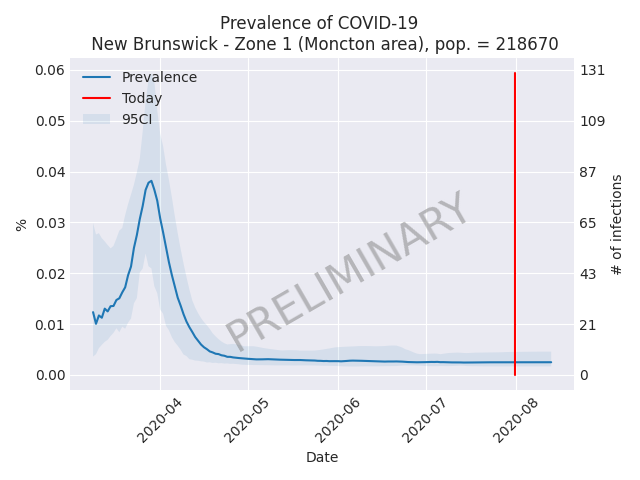 Prevalence of COVID-19
New Brunswick - Zone 1 (Moncton area), pop. = 218670
Prevalence
Today
95CI
PRELIMINARY
0.06
0.05
0.04
0.03
0.02
0.01
0.00
%
131
109
87
65
43
21
0
# of infections
2020-04
2020-05
2020-06
2020-07
2020-08
Date